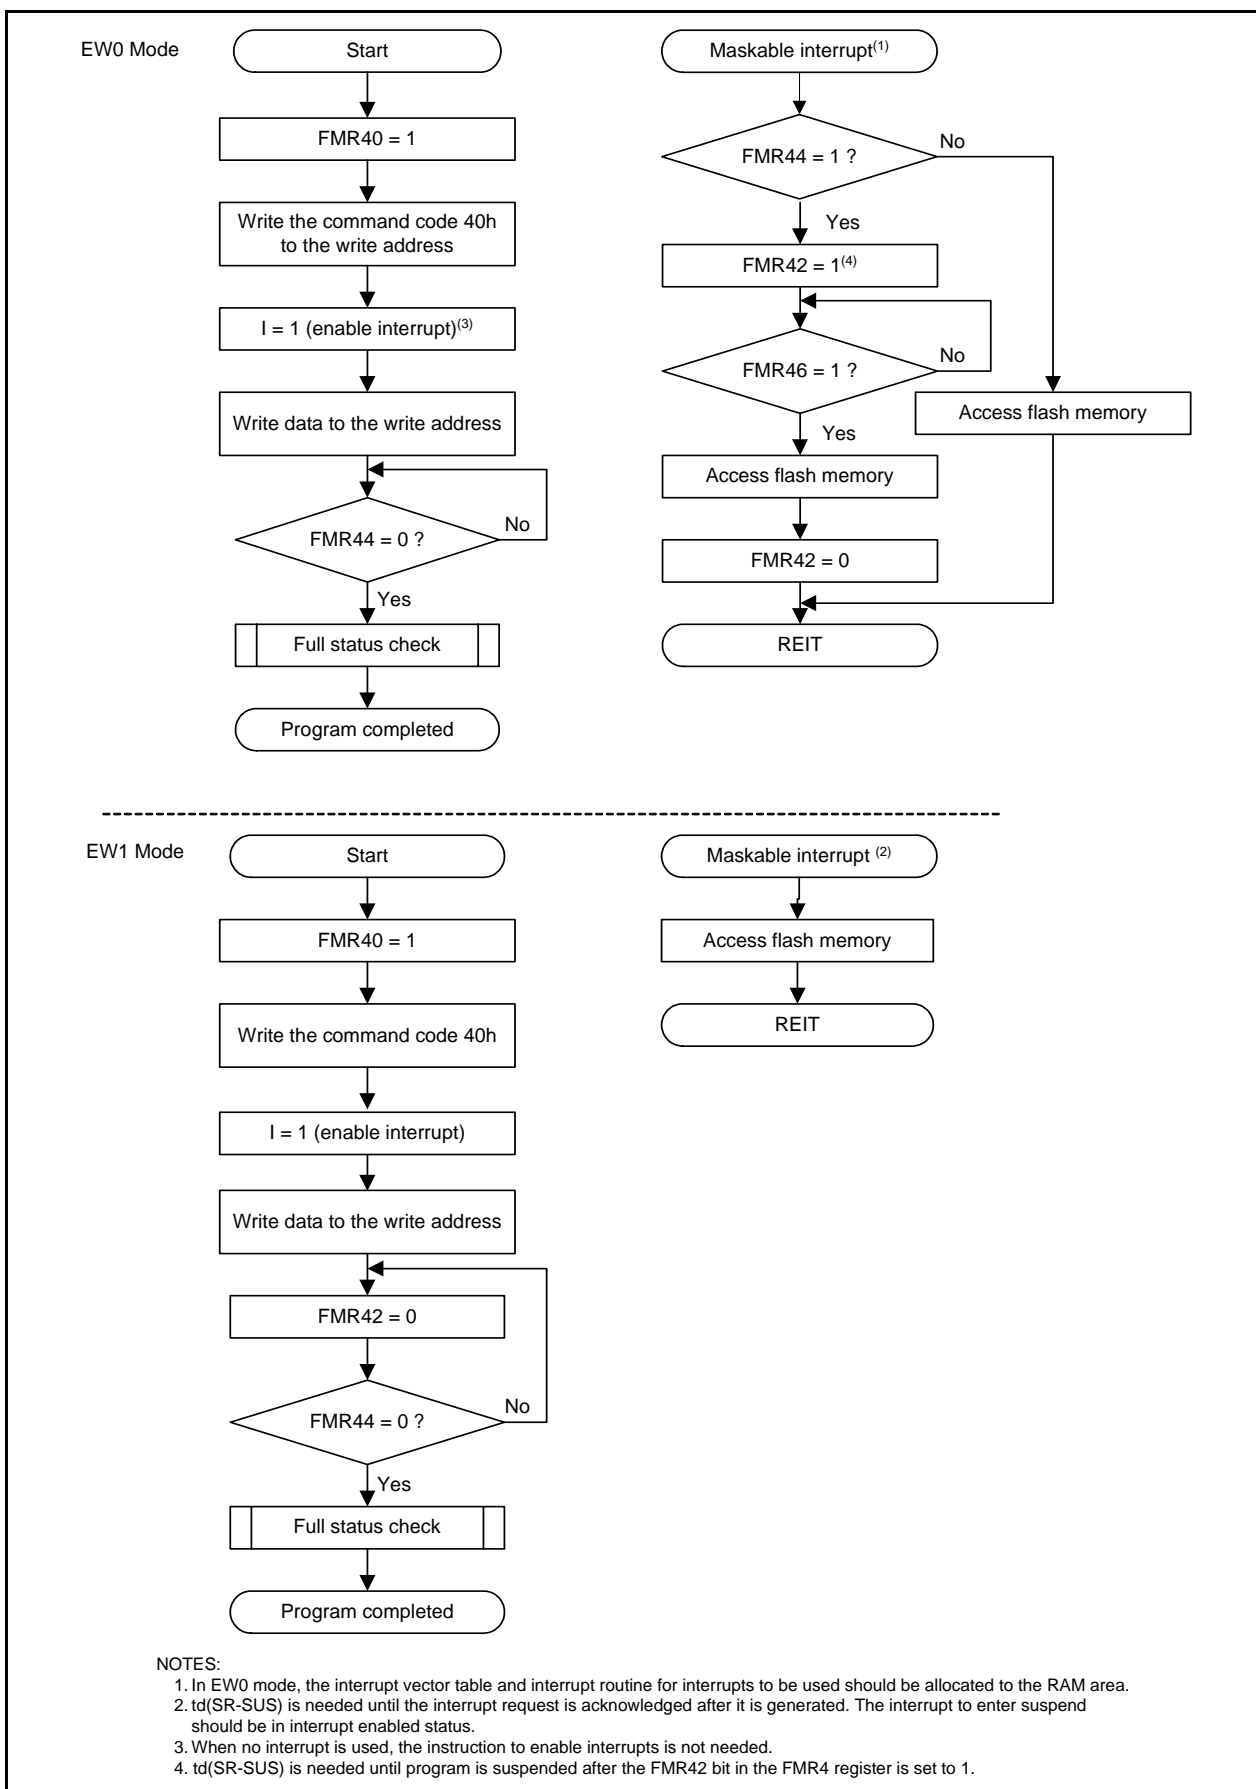 EW0 Mode
Start
FMR40 = 1
Write the command code 40h
to the write address
I = 1 (enable interrupt)(3)
Write data to the write address
FMR44 = 0 ?
No
Yes
Full status check
Program completed
Maskable interrupt(1)
FMR44 = 1 ?
No
Yes
FMR42 = 1(4)
FMR46 = 1 ?
No
Yes
Access flash memory
Access flash memory
FMR42 = 0
REIT
EW1 Mode
Start
FMR40 = 1
Write the command code 40h
I = 1 (enable interrupt)
Write data to the write address
FMR42 = 0
FMR44 = 0 ?
No
Yes
Full status check
Program completed
Maskable interrupt (2)
Access flash memory
REIT
NOTES:
1. In EW0 mode, the interrupt vector table and interrupt routine for interrupts to be used should be allocated to the RAM area.
2. td(SR-SUS) is needed until the interrupt request is acknowledged after it is generated. The interrupt to enter suspend
should be in interrupt enabled status.
3. When no interrupt is used, the instruction to enable interrupts is not needed.
4. td(SR-SUS) is needed until program is suspended after the FMR42 bit in the FMR4 register is set to 1.